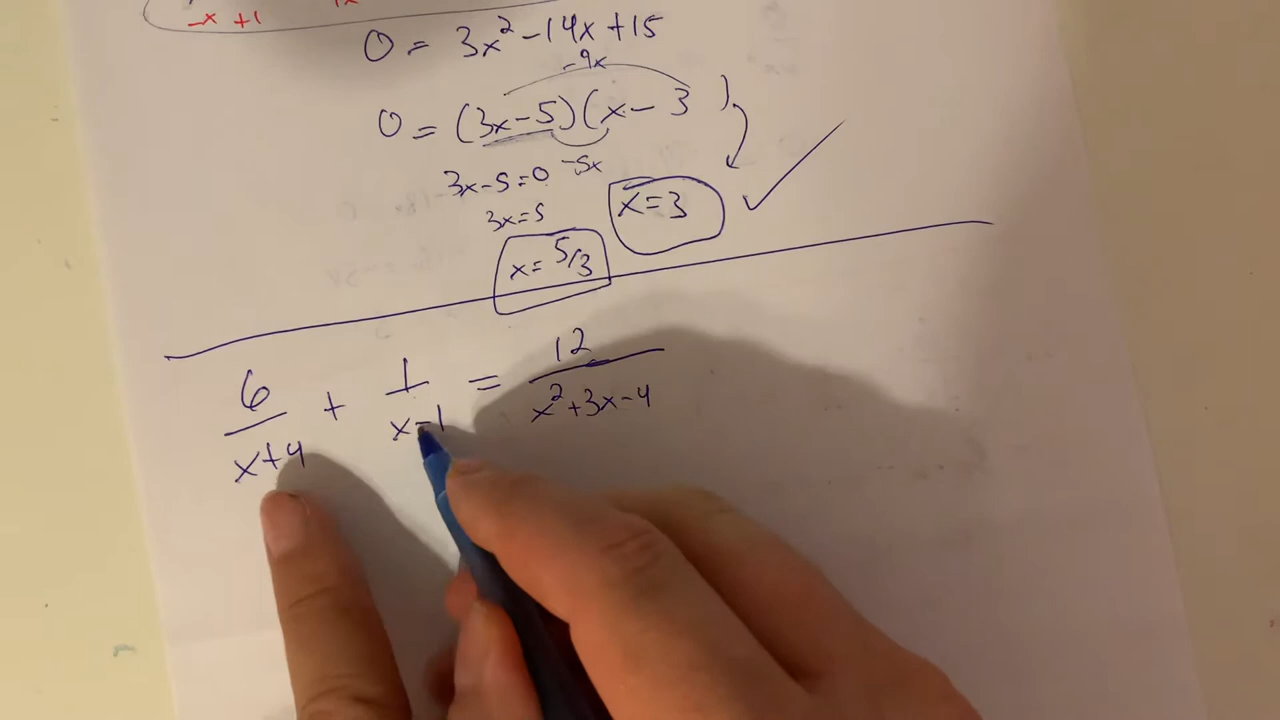 -x +1
0 = 3x² - 14x + 15
-9x
0 = (3x - 5)(x - 3)
-5x
3x - 5 = 0
3x = 5
x = 3
x = 5/3
6/(x+4) + 1/(x-1) = 12/(x²+3x-4)